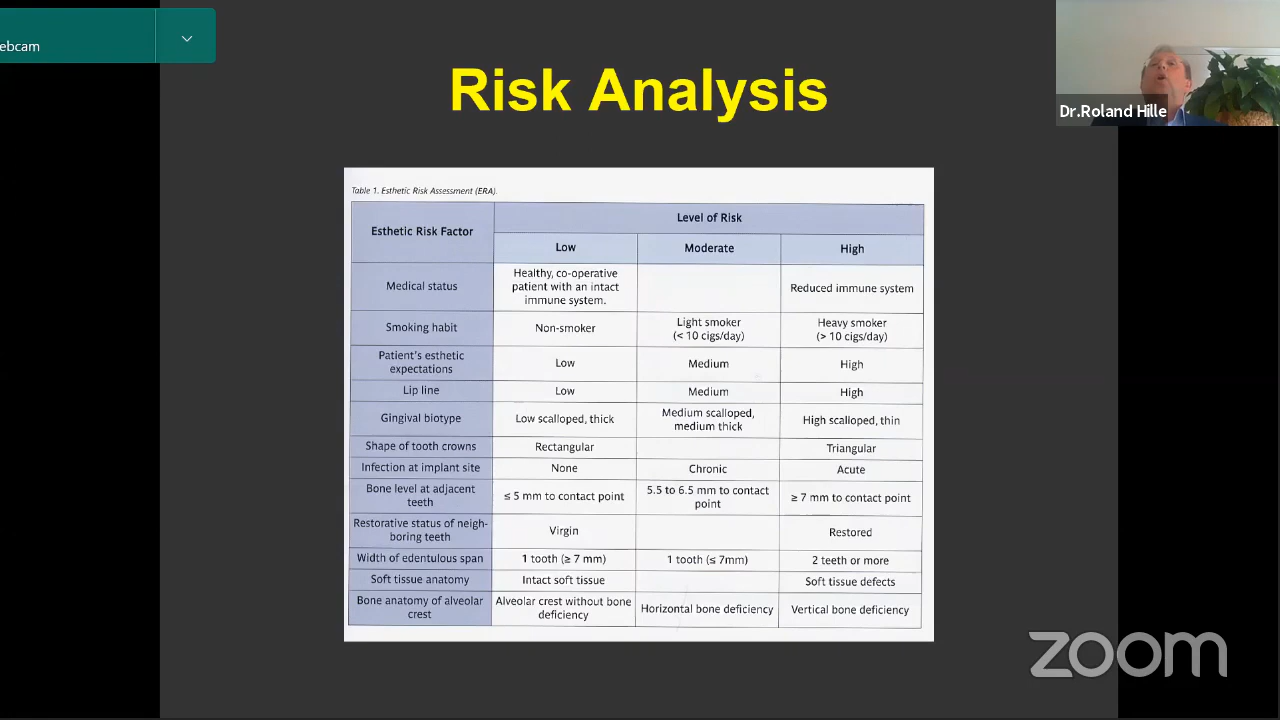 ebcam
Risk Analysis
Dr.Roland Hille
Table 1. Esthetic Risk Assessment (ERA).
Esthetic Risk Factor
Level of Risk
Low Moderate High
Medical status
Healthy, co-operative
patient with an intact
immune system.
Reduced immune system
Smoking habit
Non-smoker
Light smoker
(< 10 cigs/day)
Heavy smoker
(> 10 cigs/day)
Patient's esthetic
expectations
Low
Medium
High
Lip line
Low
Medium
High
Gingival biotype
Low scalloped, thick
Medium scalloped,
medium thick
High scalloped, thin
Shape of tooth crowns
Rectangular
Triangular
Infection at implant site
None
Chronic
Acute
Bone level at adjacent
teeth
≤ 5 mm to contact point
5.5 to 6.5 mm to contact
point
≥ 7 mm to contact point
Restorative status of neigh-
boring teeth
Virgin
Restored
Width of edentulous span
1 tooth (≥ 7 mm)
1 tooth (≤ 7mm)
2 teeth or more
Soft tissue anatomy
Intact soft tissue
Soft tissue defects
Bone anatomy of alveolar
crest
Alveolar crest without bone
deficiency
Horizontal bone deficiency
Vertical bone deficiency
zoom